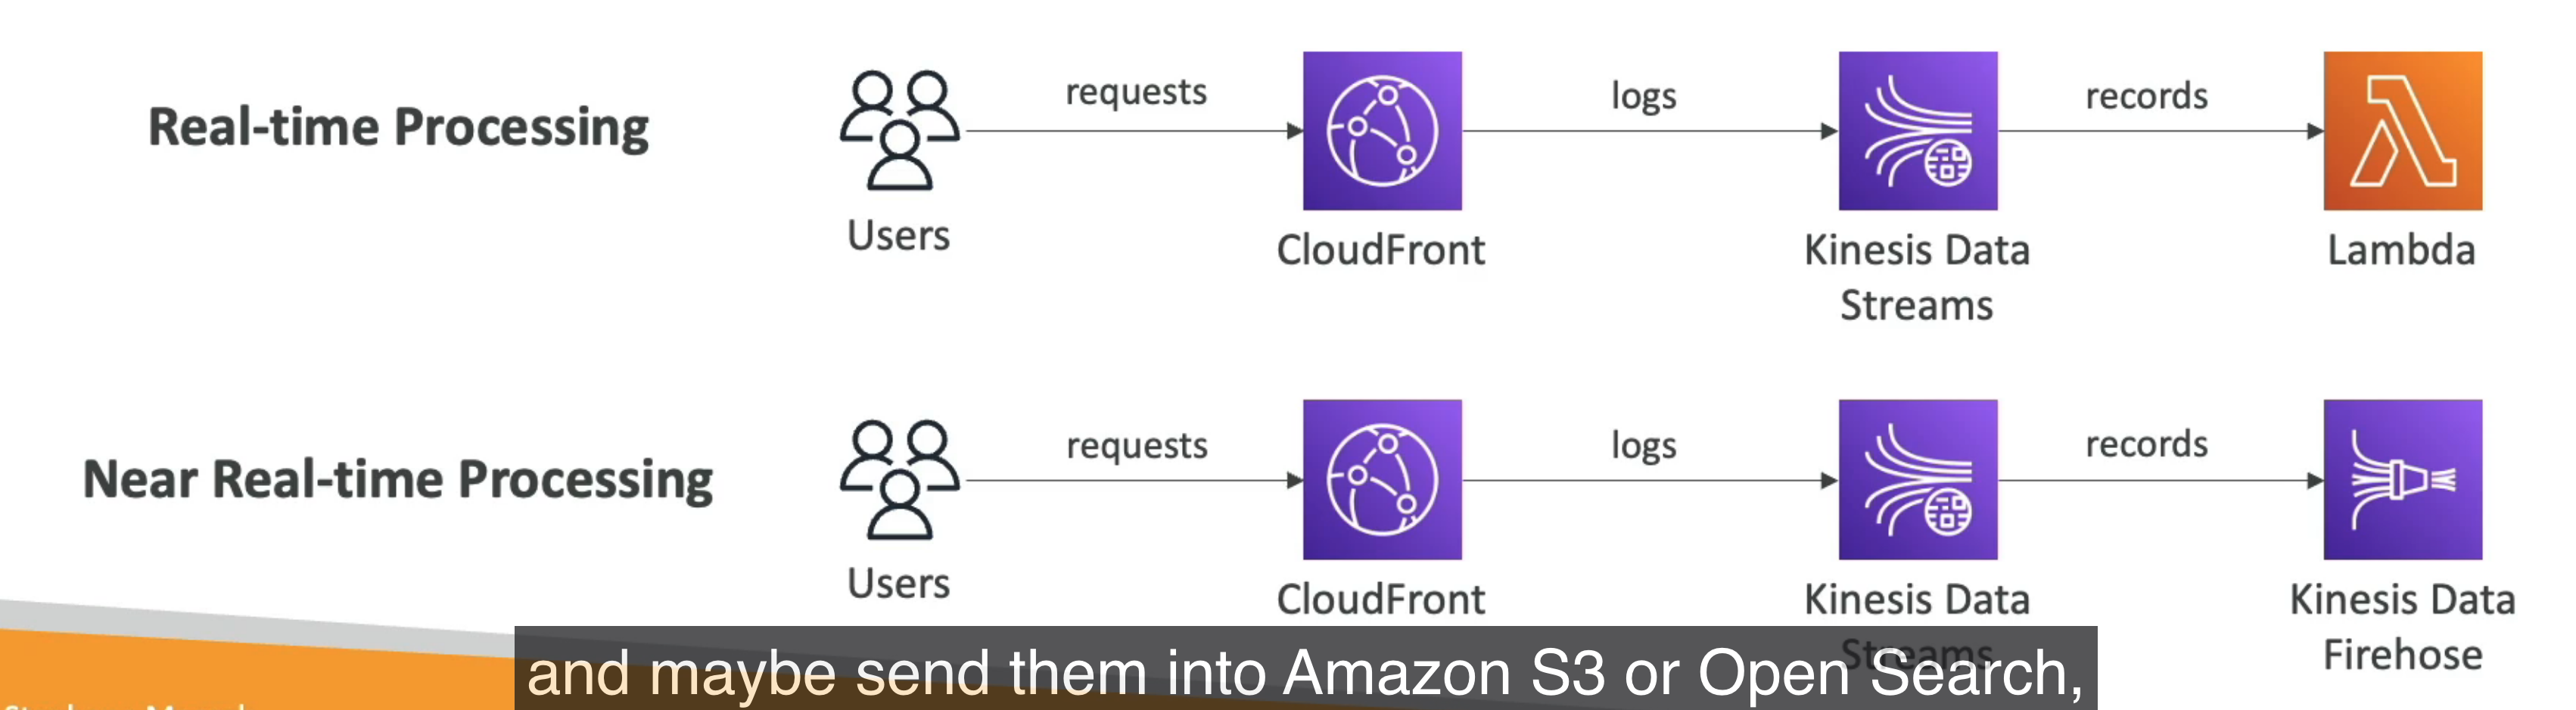 Real-time Processing
requests
logs
records
Users
CloudFront
Kinesis Data
Streams
Lambda
Near Real-time Processing
requests
logs
records
Users
CloudFront
Kinesis Data
Streams
Kinesis Data
Firehose
and maybe send them into Amazon S3 or Open Search,